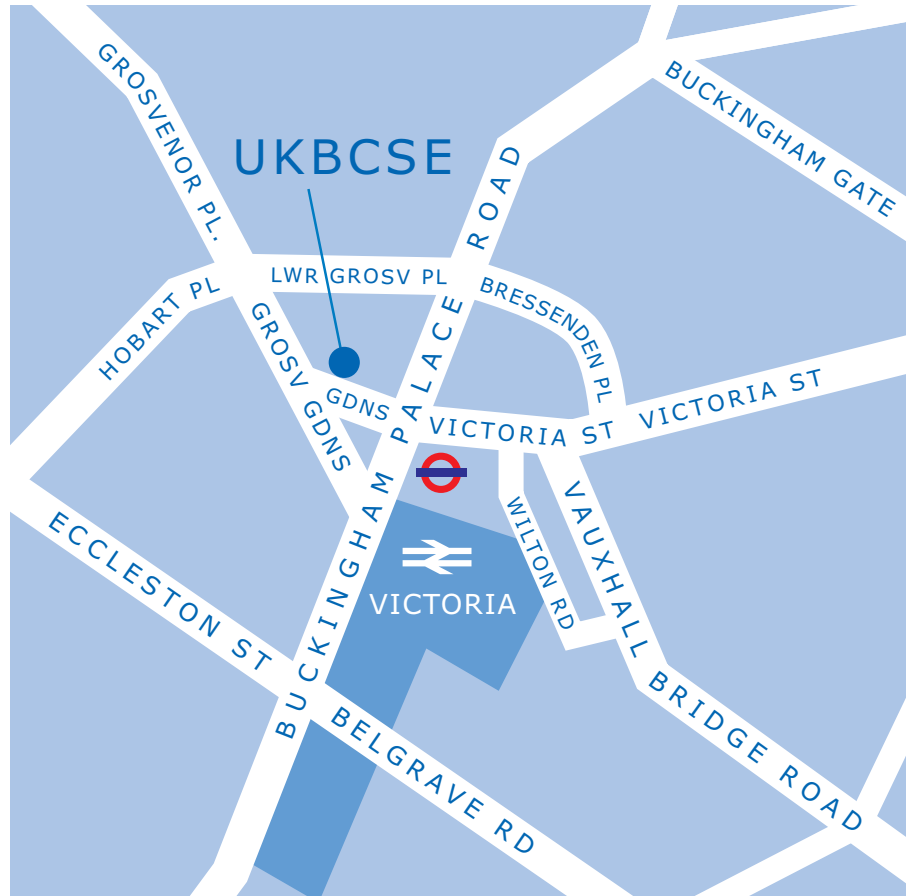 GROSVENOR PL.
BUCKINGHAM GATE
UKBCSE
HOBART PL
LWR GROSV PL
BRESSENDEN PL
GROSV GDNS
GDNS
VICTORIA ST
VICTORIA ST
BUCKINGHAM PALACE ROAD
WILTON RD
VAUXHALL BRIDGE ROAD
VICTORIA
ECCLESTON ST
BELGRAVE RD